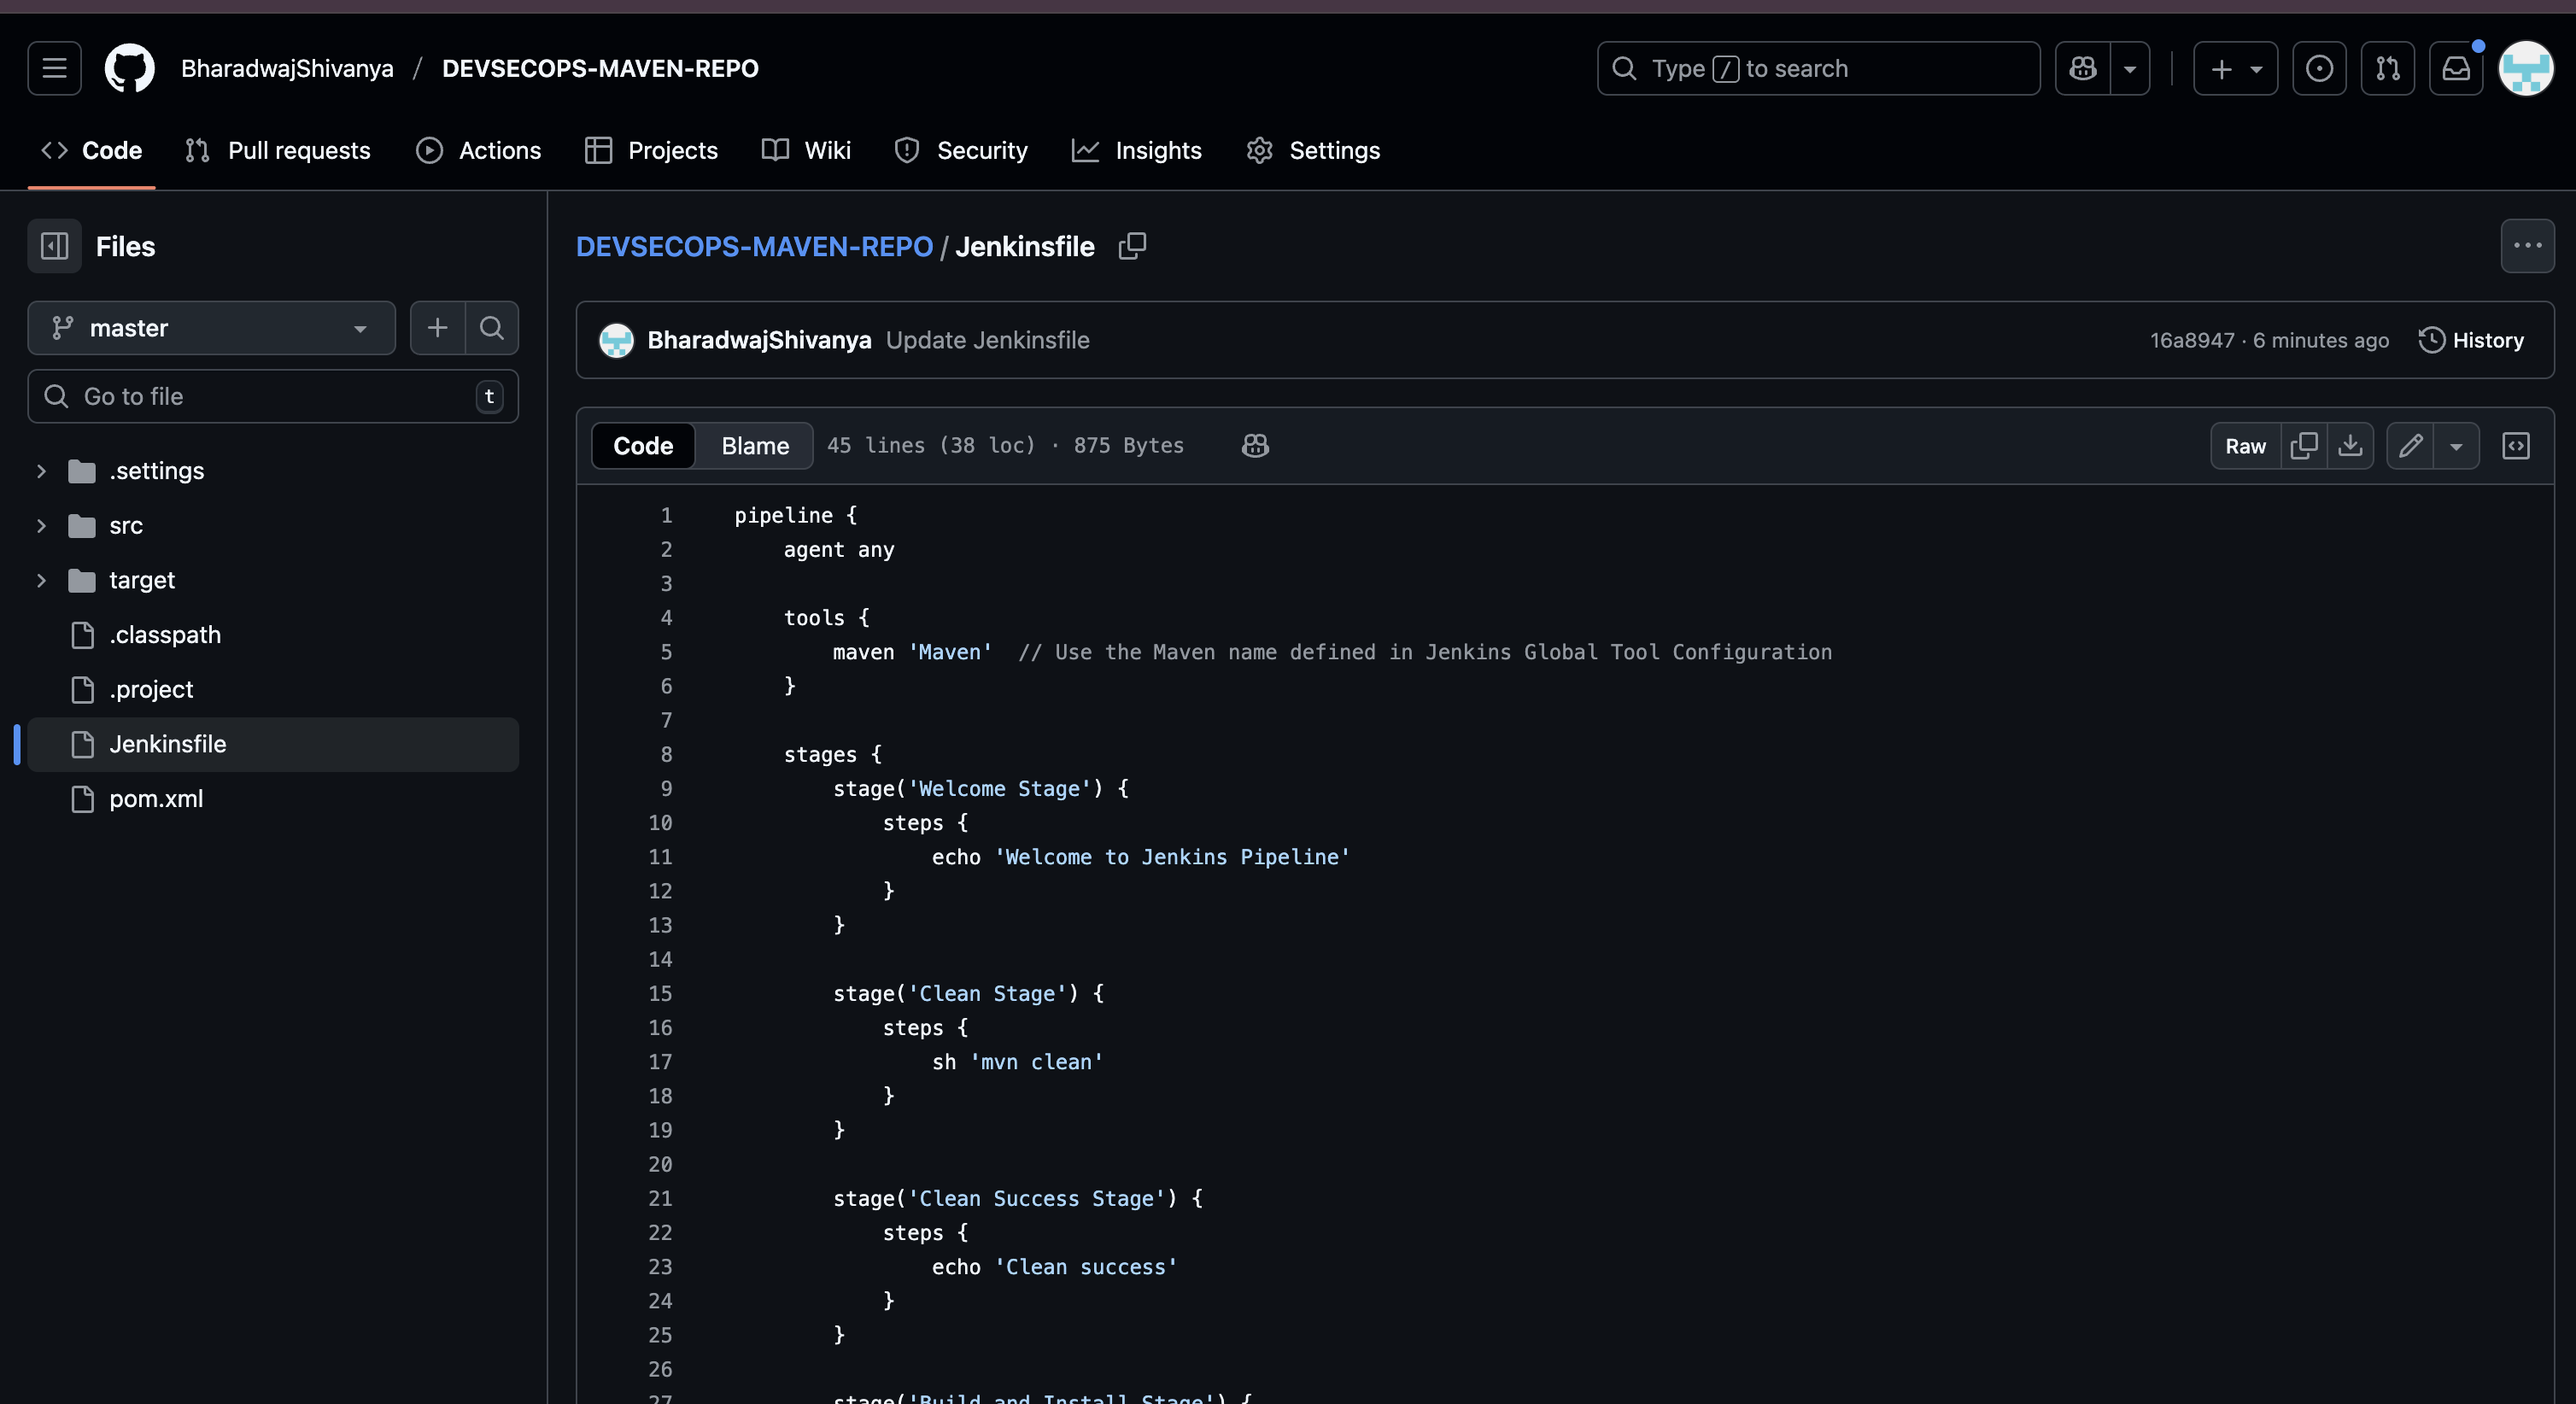 BharadwajShivanya / DEVSECOPS-MAVEN-REPO
Type / to search
Code
Pull requests
Actions
Projects
Wiki
Security
Insights
Settings
Files
master
Go to file
t
.settings
src
target
.classpath
.project
Jenkinsfile
pom.xml
DEVSECOPS-MAVEN-REPO / Jenkinsfile
BharadwajShivanya Update Jenkinsfile
16a8947 · 6 minutes ago
History
Code
Blame
45 lines (38 loc) · 875 Bytes
Raw
1 pipeline {
2 agent any
3
4 tools {
5 maven 'Maven' // Use the Maven name defined in Jenkins Global Tool Configuration
6 }
7
8 stages {
9 stage('Welcome Stage') {
10 steps {
11 echo 'Welcome to Jenkins Pipeline'
12 }
13 }
14
15 stage('Clean Stage') {
16 steps {
17 sh 'mvn clean'
18 }
19 }
20
21 stage('Clean Success Stage') {
22 steps {
23 echo 'Clean success'
24 }
25 }
26
27 stage('Build and Install Stage') {